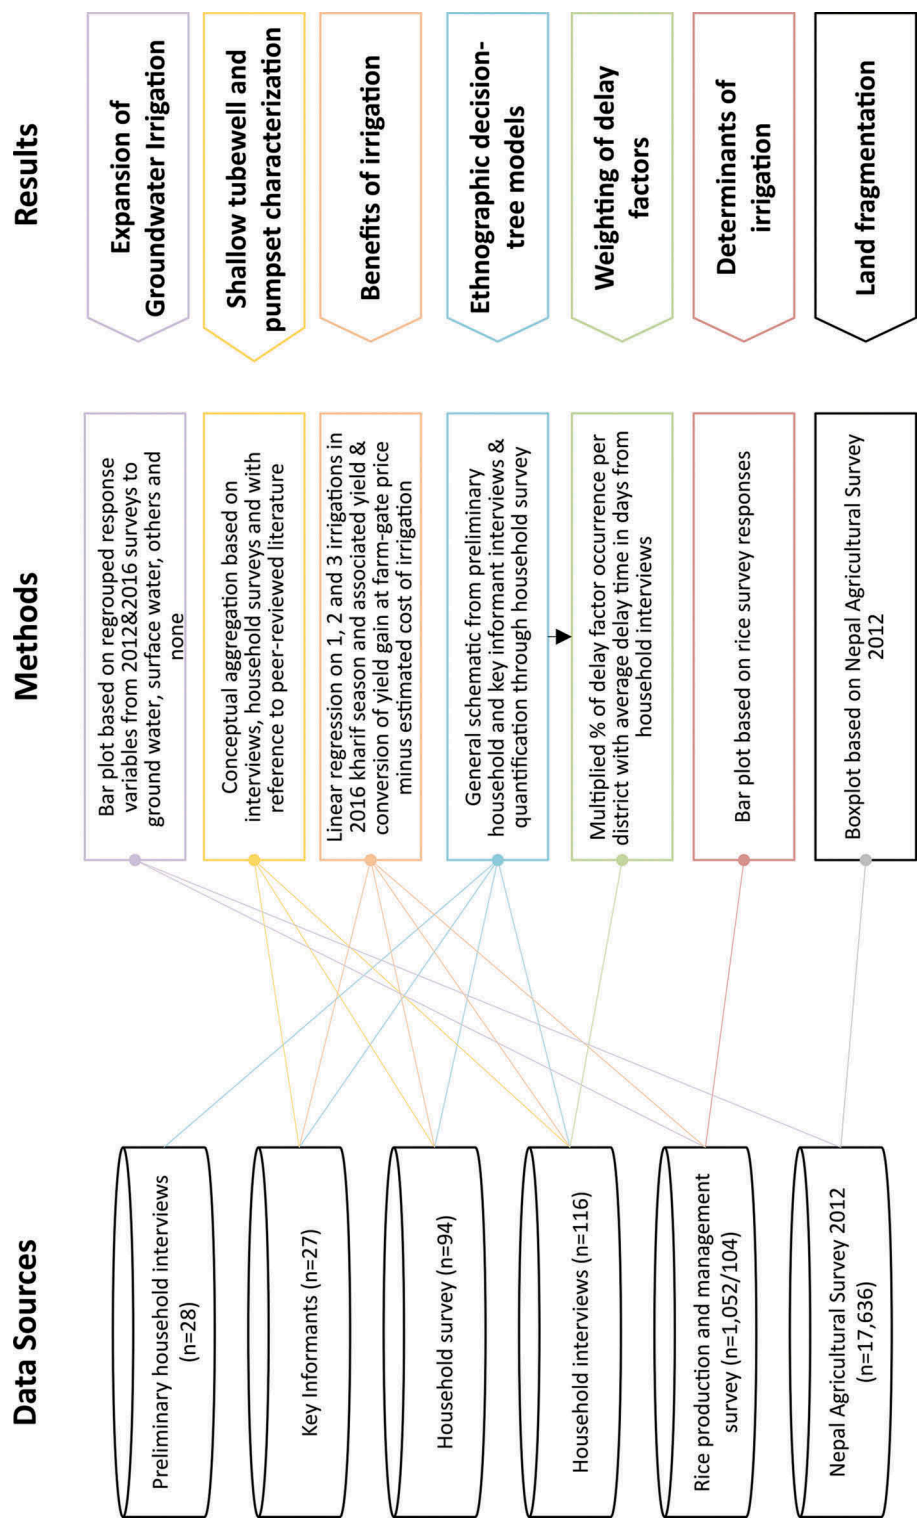 Data Sources
Preliminary household interviews
(n=28)
Key Informants (n=27)
Household survey (n=94)
Household interviews (n=116)
Rice production and management
survey (n=1,052/104)
Nepal Agricultural Survey 2012
(n=17,636)
Methods
Bar plot based on regrouped response
variables from 2012&2016 surveys to
ground water, surface water, others and
none
Conceptual aggregation based on
interviews, household surveys and with
reference to peer-reviewed literature
Linear regression on 1, 2 and 3 irrigations in
2016 kharif season and associated yield &
conversion of yield gain at farm-gate price
minus estimated cost of irrigation
General schematic from preliminary
household and key informant interviews &
quantification through household survey
Multiplied % of delay factor occurrence per
district with average delay time in days from
household interviews
Bar plot based on rice survey responses
Boxplot based on Nepal Agricultural Survey
2012
Results
Expansion of
Groundwater Irrigation
Shallow tubewell and
pumpset characterization
Benefits of irrigation
Ethnographic decision-
tree models
Weighting of delay
factors
Determinants of
irrigation
Land fragmentation